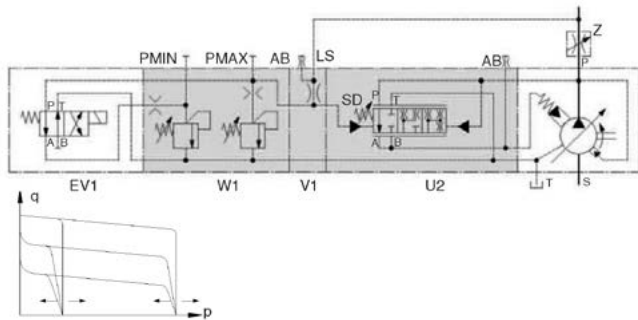 Z
PMIN PMAX AB LS AB P
P T SD P T
A B A B
T S
EV1 W1 V1 U2
q
p